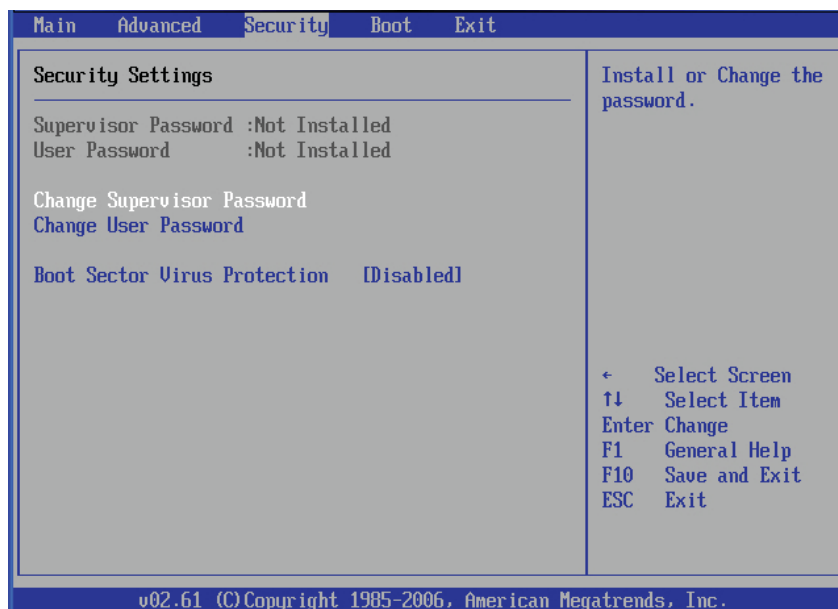 Main Advanced Security Boot Exit
Security Settings
Supervisor Password :Not Installed
User Password :Not Installed
Change Supervisor Password
Change User Password
Boot Sector Virus Protection [Disabled]
Install or Change the
password.
← Select Screen
↑↓ Select Item
Enter Change
F1 General Help
F10 Save and Exit
ESC Exit
v02.61 (C)Copyright 1985-2006, American Megatrends, Inc.